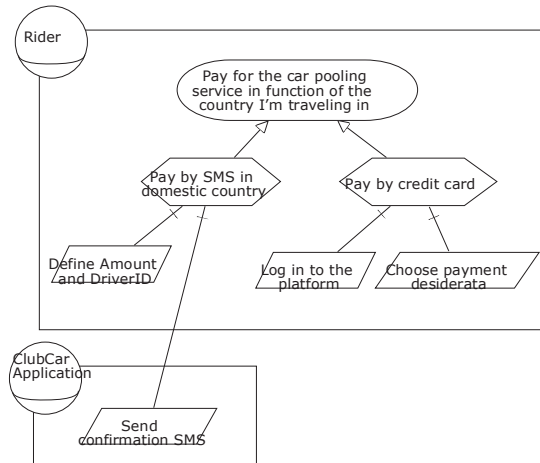 Rider
Pay for the car pooling
service in function of the
country I'm traveling in
Pay by SMS in
domestic country
Pay by credit card
Define Amount
and DriverID
Log in to the
platform
Choose payment
desiderata
ClubCar
Application
Send
confirmation SMS